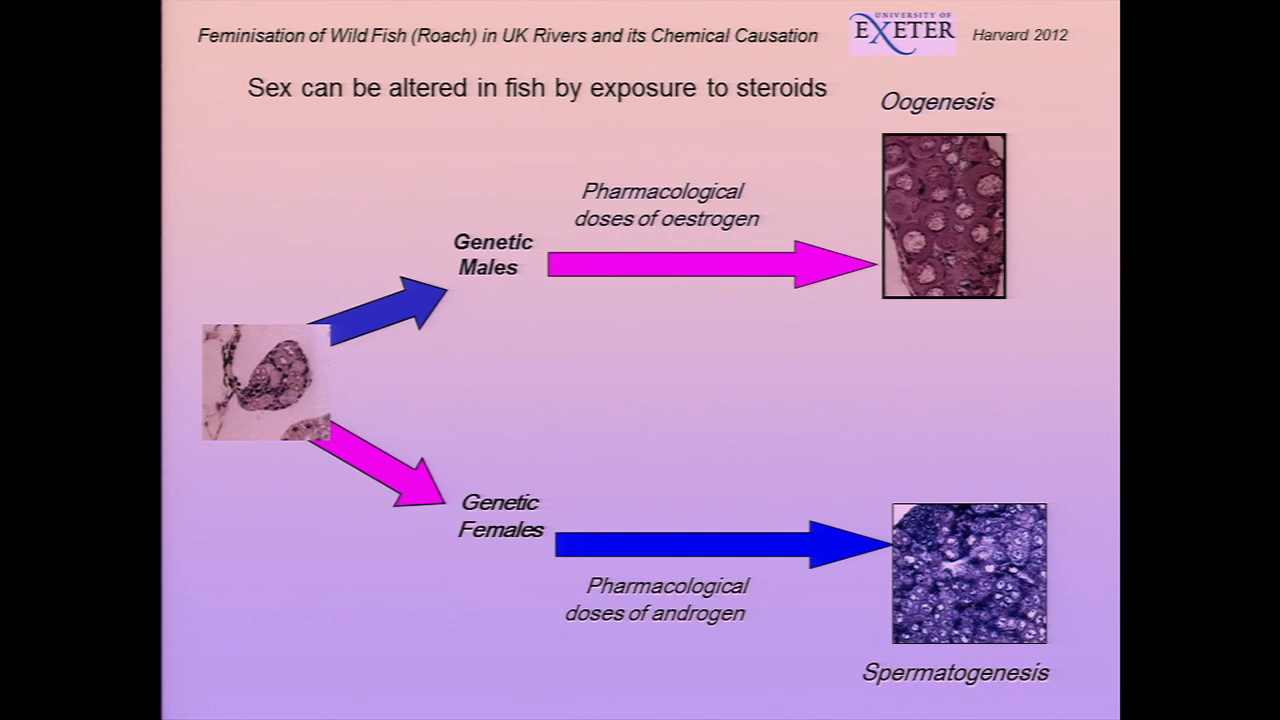 Feminisation of Wild Fish (Roach) in UK Rivers and its Chemical Causation
UNIVERSITY OF
EXETER
Harvard 2012
Sex can be altered in fish by exposure to steroids
Oogenesis
Pharmacological
doses of oestrogen
Genetic
Males
Genetic
Females
Pharmacological
doses of androgen
Spermatogenesis